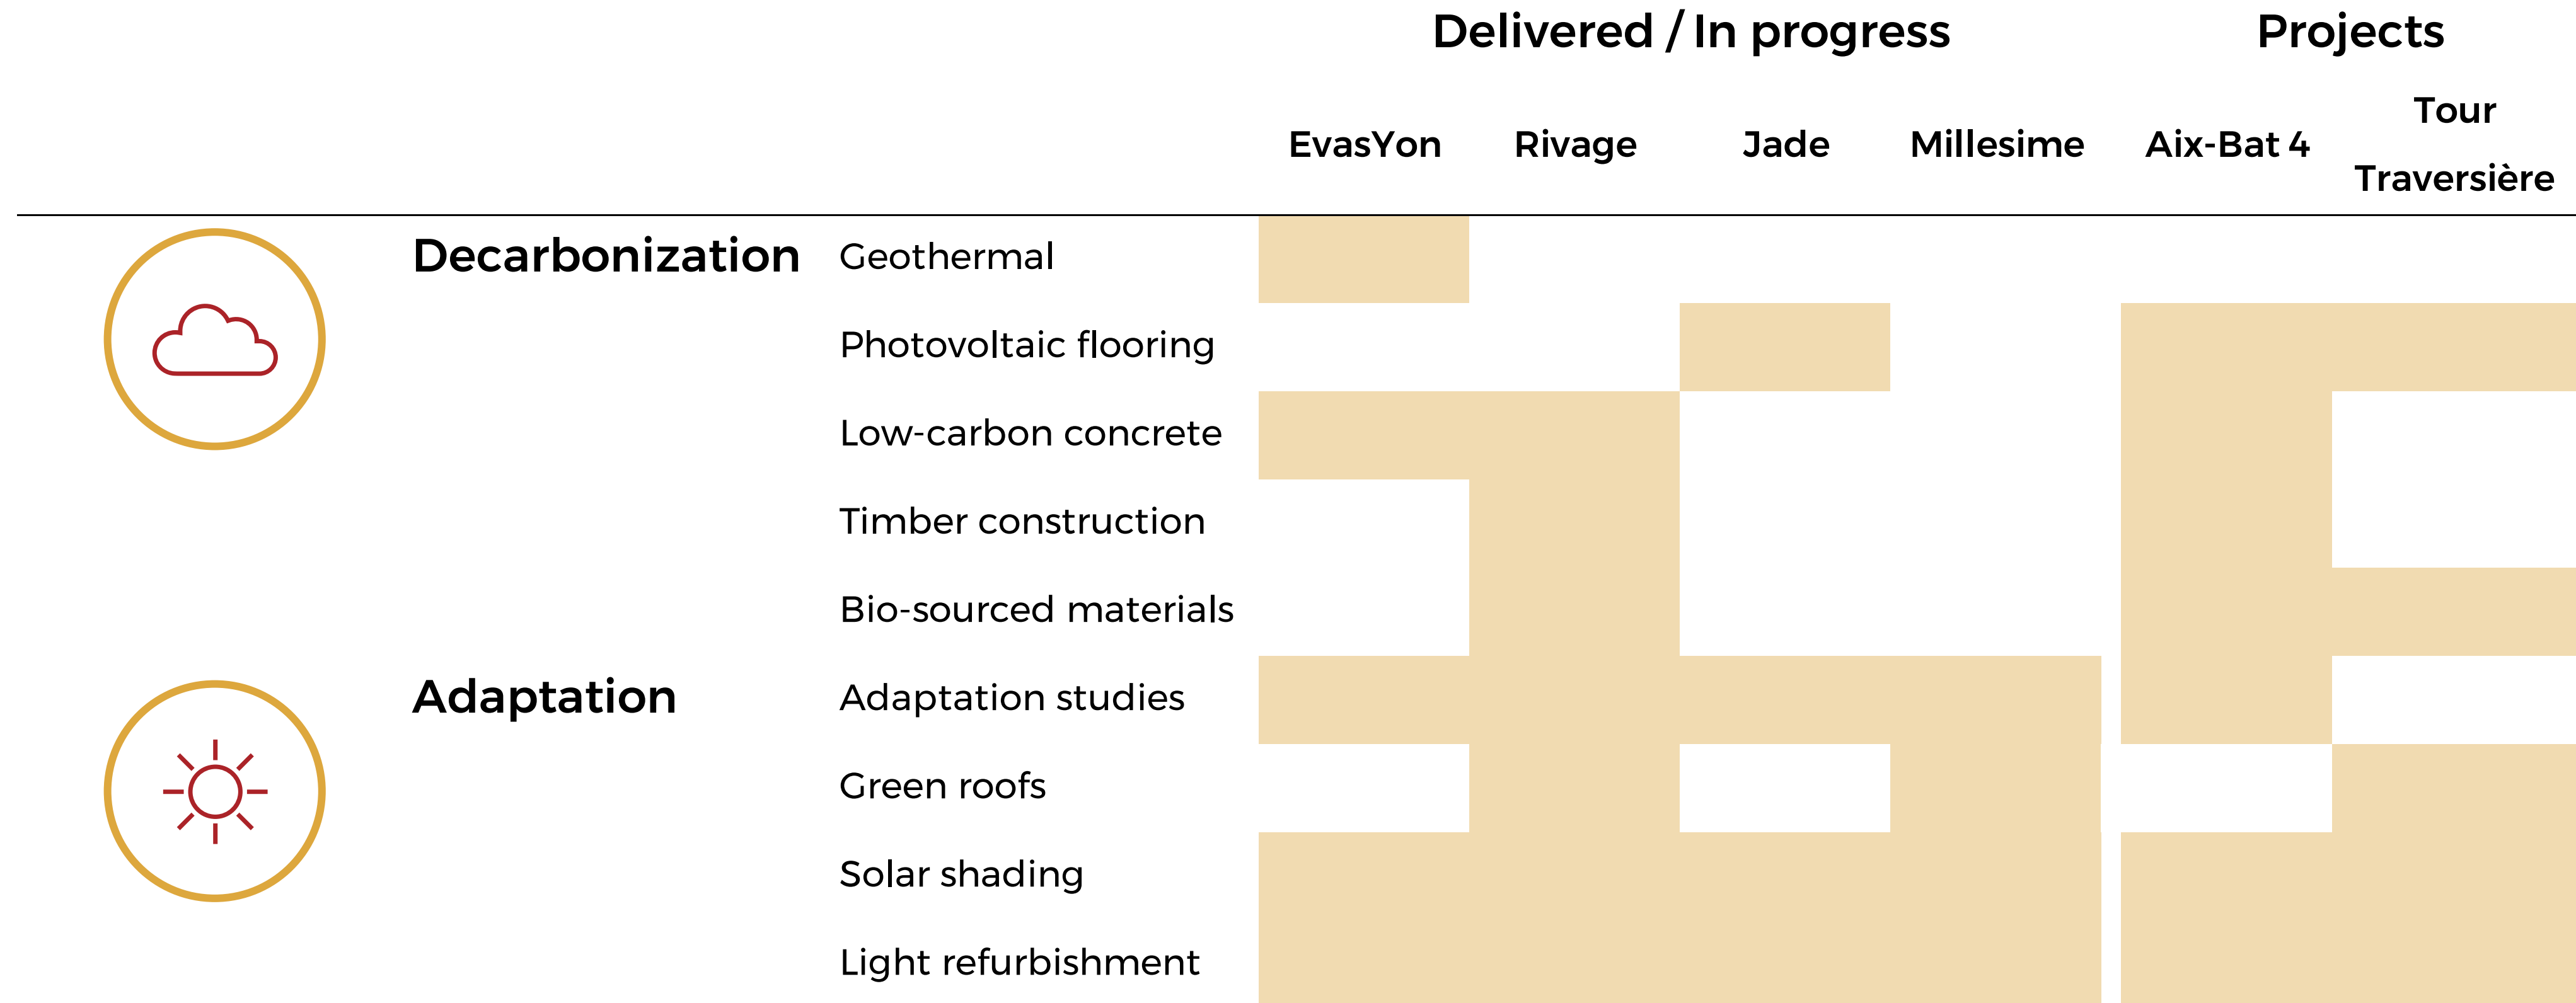 Delivered / In progress Projects
EvasYon Rivage Jade Millesime Aix-Bat 4 Tour
Traversière
Decarbonization Geothermal
Photovoltaic flooring
Low-carbon concrete
Timber construction
Bio-sourced materials
Adaptation Adaptation studies
Green roofs
Solar shading
Light refurbishment